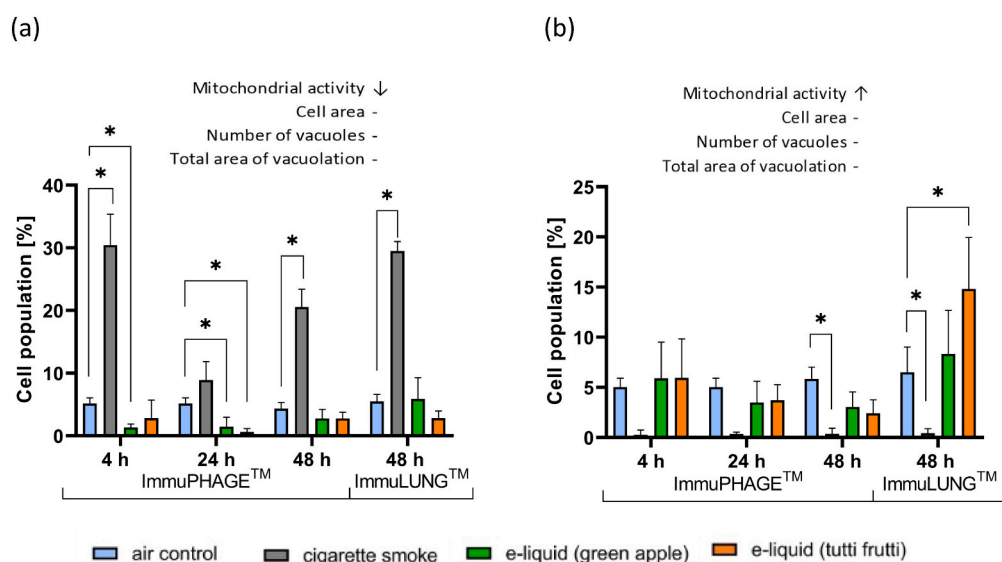 (a)
Mitochondrial activity ↓
Cell area -
Number of vacuoles -
Total area of vacuolation -
Cell population [%]
40
30
20
10
0
* * * * * *
4 h 24 h 48 h 48 h
ImmuPHAGE™ ImmuLUNG™
(b)
Mitochondrial activity ↑
Cell area -
Number of vacuoles -
Total area of vacuolation -
Cell population [%]
25
20
15
10
5
0
* * *
4 h 24 h 48 h 48 h
ImmuPHAGE™ ImmuLUNG™
air control cigarette smoke e-liquid (green apple) e-liquid (tutti frutti)